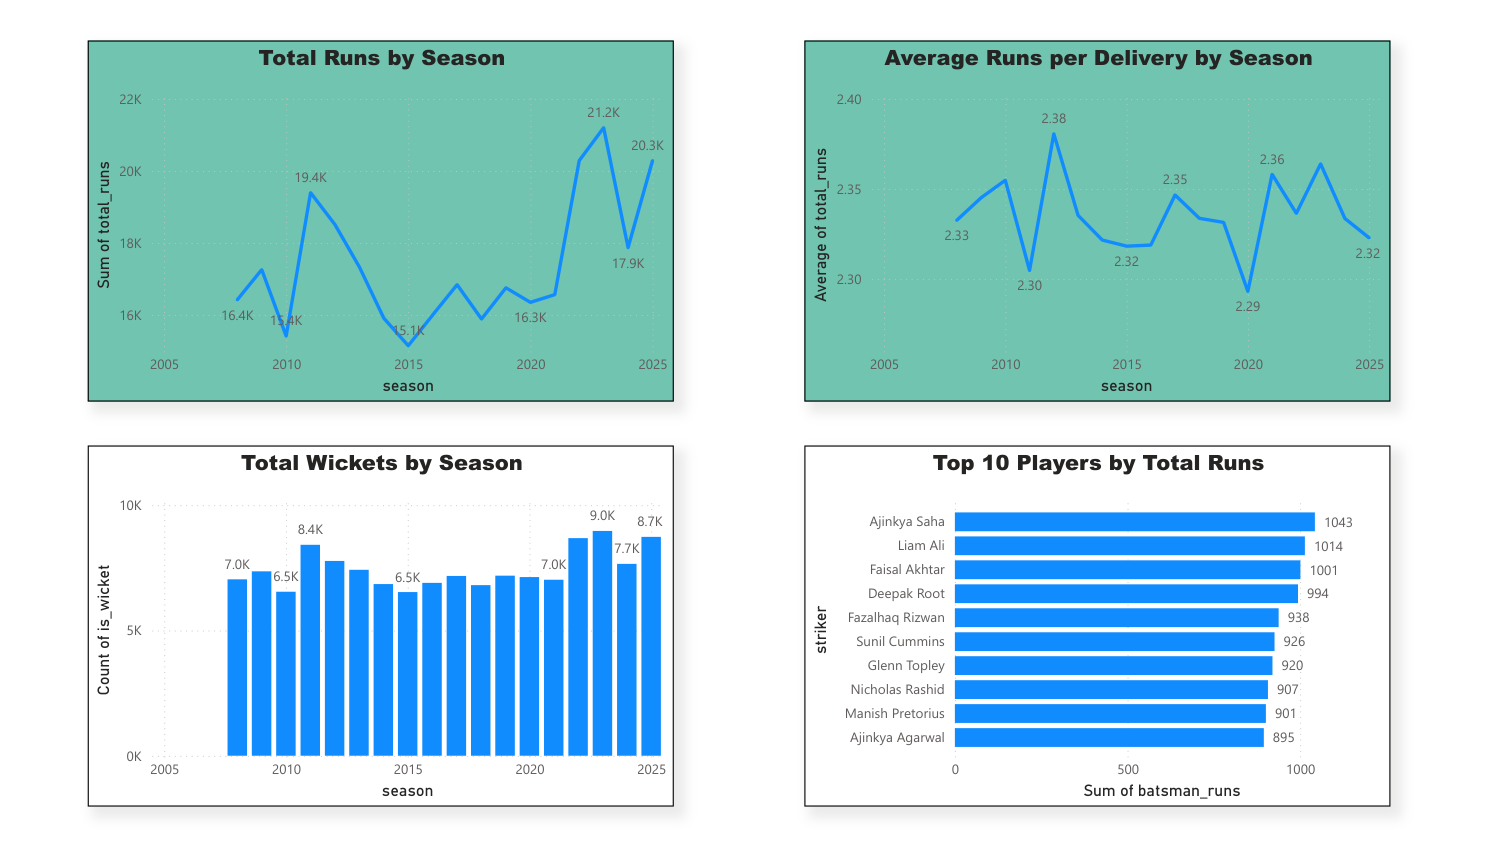 Total Runs by Season
22K
20K
18K
16K
16.4K
15.4K
19.4K
15.1K
16.3K
21.2K
17.9K
20.3K
2005
2010
2015
2020
2025
season
Sum of total_runs
Average Runs per Delivery by Season
2.40
2.35
2.30
2.33
2.30
2.38
2.32
2.35
2.29
2.36
2.32
2005
2010
2015
2020
2025
season
Average of total_runs
Total Wickets by Season
10K
5K
0K
7.0K
6.5K
8.4K
6.5K
7.0K
9.0K
7.7K
8.7K
2005
2010
2015
2020
2025
season
Count of is_wicket
Top 10 Players by Total Runs
Ajinkya Saha 1043
Liam Ali 1014
Faisal Akhtar 1001
Deepak Root 994
Fazalhaq Rizwan 938
Sunil Cummins 926
Glenn Topley 920
Nicholas Rashid 907
Manish Pretorius 901
Ajinkya Agarwal 895
0
500
1000
Sum of batsman_runs
striker